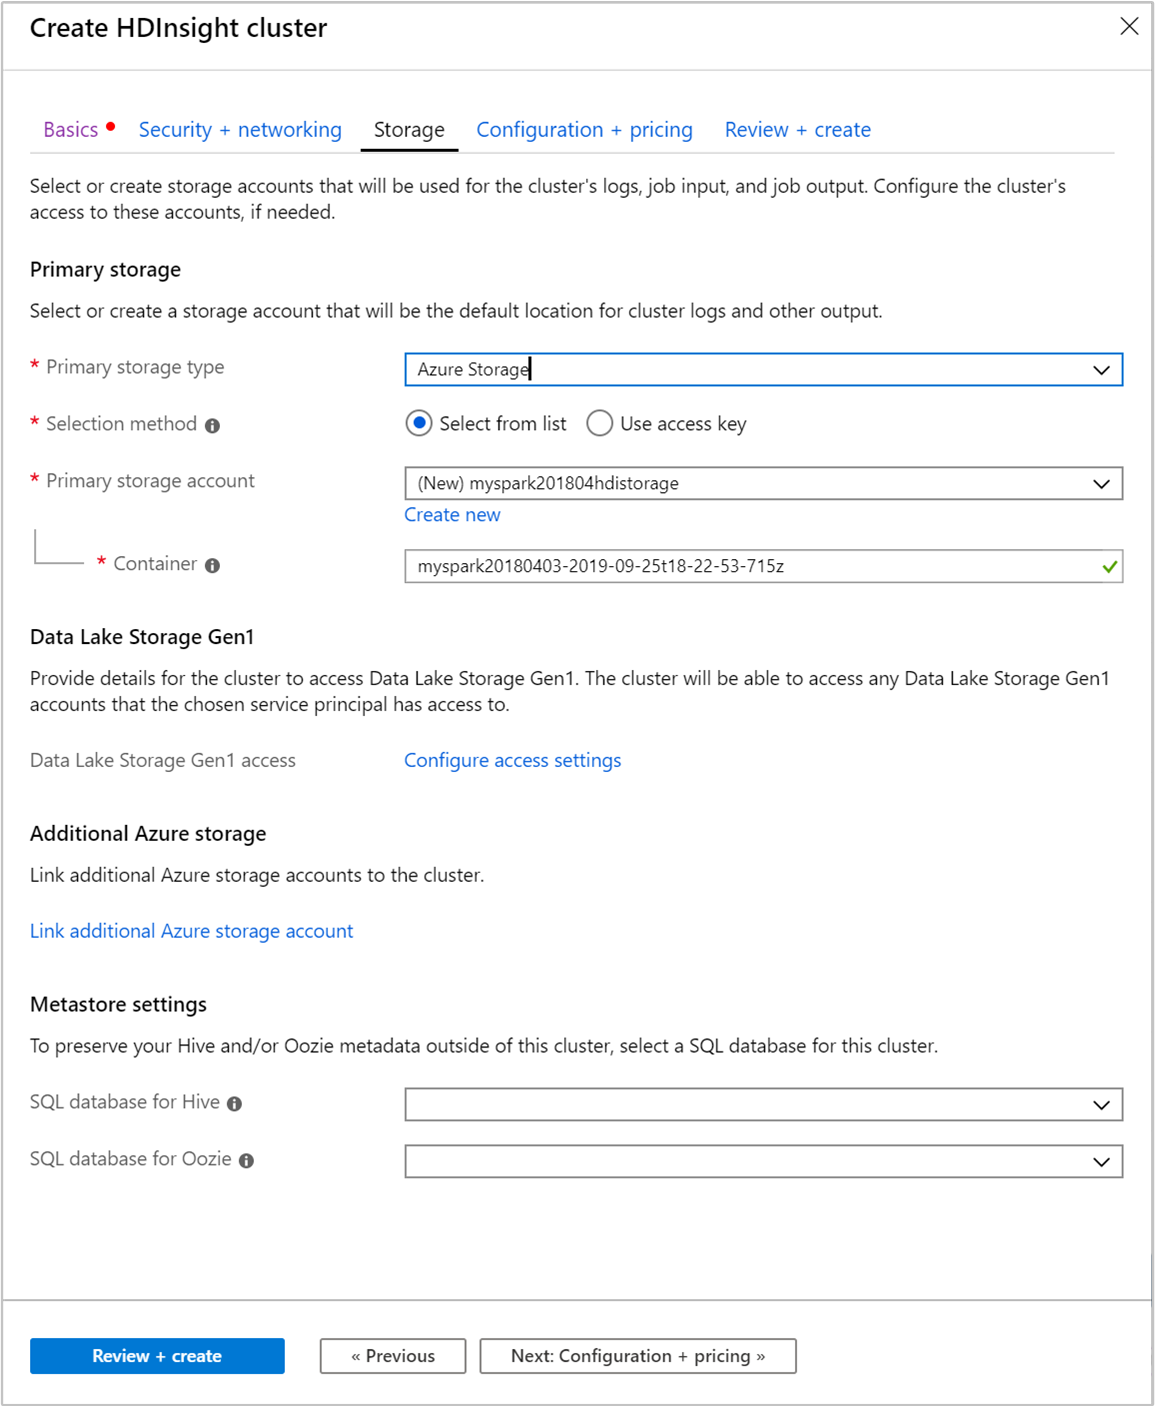 Create HDInsight cluster
Basics Security + networking Storage Configuration + pricing Review + create
Select or create storage accounts that will be used for the cluster's logs, job input, and job output. Configure the cluster's
access to these accounts, if needed.
Primary storage
Select or create a storage account that will be the default location for cluster logs and other output.
* Primary storage type Azure Storage
* Selection method Select from list Use access key
* Primary storage account (New) myspark201804hdistorage
Create new
* Container myspark20180403-2019-09-25t18-22-53-715z
Data Lake Storage Gen1
Provide details for the cluster to access Data Lake Storage Gen1. The cluster will be able to access any Data Lake Storage Gen1
accounts that the chosen service principal has access to.
Data Lake Storage Gen1 access Configure access settings
Additional Azure storage
Link additional Azure storage accounts to the cluster.
Link additional Azure storage account
Metastore settings
To preserve your Hive and/or Oozie metadata outside of this cluster, select a SQL database for this cluster.
SQL database for Hive
SQL database for Oozie
Review + create « Previous Next: Configuration + pricing »